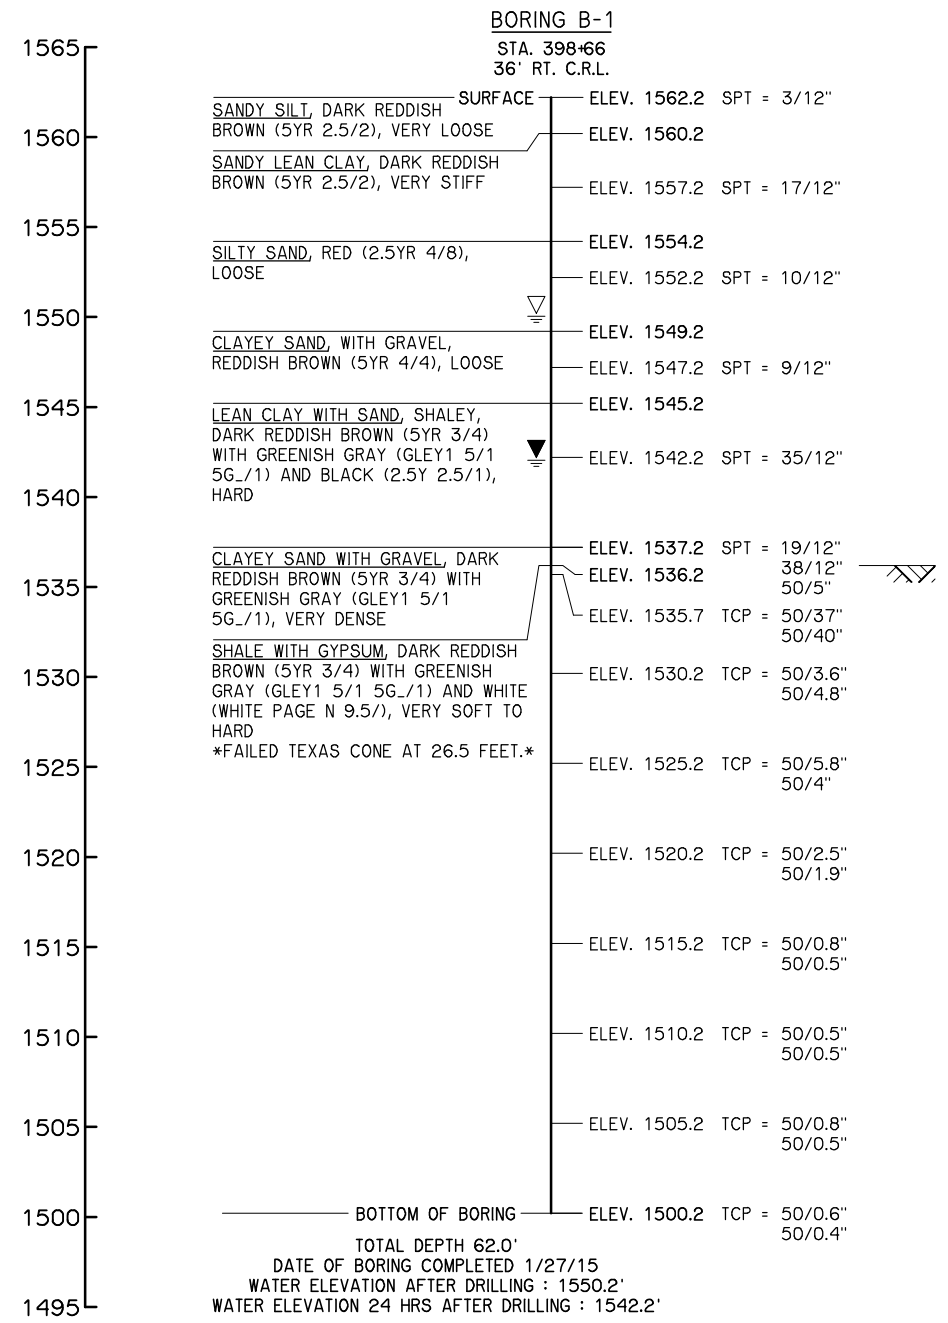 BORING B-1
STA. 398+66
36' RT. C.R.L.
1565
SURFACE
ELEV. 1562.2 SPT = 3/12"
SANDY SILT, DARK REDDISH
BROWN (5YR 2.5/2), VERY LOOSE
1560
ELEV. 1560.2
SANDY LEAN CLAY, DARK REDDISH
BROWN (5YR 2.5/2), VERY STIFF
ELEV. 1557.2 SPT = 17/12"
1555
ELEV. 1554.2
SILTY SAND, RED (2.5YR 4/8),
LOOSE
ELEV. 1552.2 SPT = 10/12"
1550
ELEV. 1549.2
CLAYEY SAND, WITH GRAVEL,
REDDISH BROWN (5YR 4/4), LOOSE
ELEV. 1547.2 SPT = 9/12"
1545
ELEV. 1545.2
LEAN CLAY WITH SAND, SHALEY,
DARK REDDISH BROWN (5YR 3/4)
WITH GREENISH GRAY (GLEY1 5/1
5G_/1) AND BLACK (2.5Y 2.5/1),
HARD
ELEV. 1542.2 SPT = 35/12"
1540
ELEV. 1537.2 SPT = 19/12"
38/12"
50/5"
CLAYEY SAND WITH GRAVEL, DARK
REDDISH BROWN (5YR 3/4) WITH
GREENISH GRAY (GLEY1 5/1
5G_/1), VERY DENSE
ELEV. 1536.2
1535
ELEV. 1535.7 TCP = 50/37"
50/40"
SHALE WITH GYPSUM, DARK REDDISH
BROWN (5YR 3/4) WITH GREENISH
GRAY (GLEY1 5/1 5G_/1) AND WHITE
(WHITE PAGE N 9.5/), VERY SOFT TO
HARD
*FAILED TEXAS CONE AT 26.5 FEET.*
1530
ELEV. 1530.2 TCP = 50/3.6"
50/4.8"
1525
ELEV. 1525.2 TCP = 50/5.8"
50/4"
1520
ELEV. 1520.2 TCP = 50/2.5"
50/1.9"
1515
ELEV. 1515.2 TCP = 50/0.8"
50/0.5"
1510
ELEV. 1510.2 TCP = 50/0.5"
50/0.5"
1505
ELEV. 1505.2 TCP = 50/0.8"
50/0.5"
1500
BOTTOM OF BORING
ELEV. 1500.2 TCP = 50/0.6"
50/0.4"
TOTAL DEPTH 62.0'
DATE OF BORING COMPLETED 1/27/15
WATER ELEVATION AFTER DRILLING : 1550.2'
WATER ELEVATION 24 HRS AFTER DRILLING : 1542.2'
1495